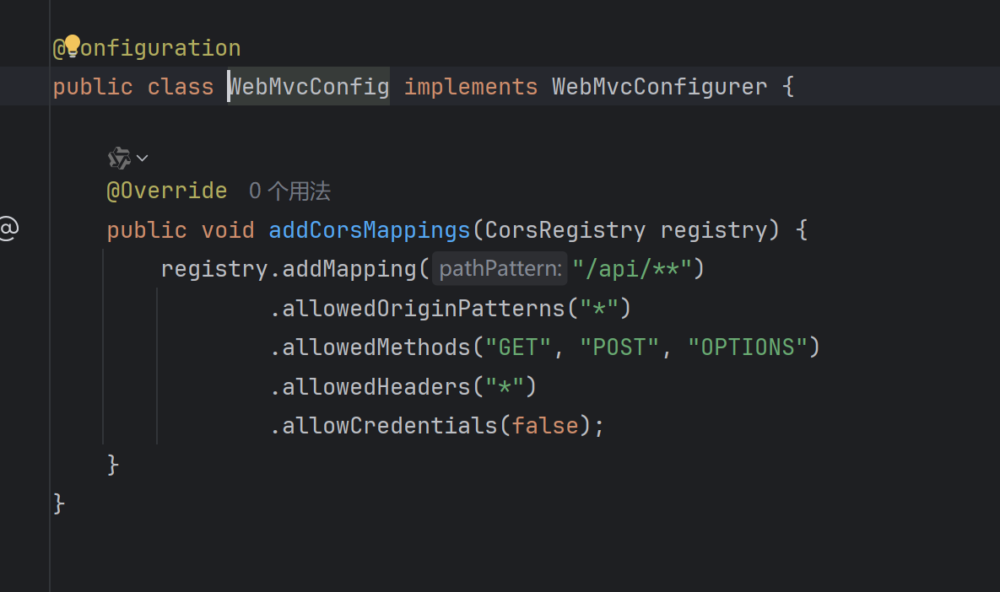 @Configuration
public class WebMvcConfig implements WebMvcConfigurer {
@Override 0 个用法
public void addCorsMappings(CorsRegistry registry) {
registry.addMapping( pathPattern: "/api/**")
.allowedOriginPatterns("*")
.allowedMethods("GET", "POST", "OPTIONS")
.allowedHeaders("*")
.allowCredentials(false);
}
}